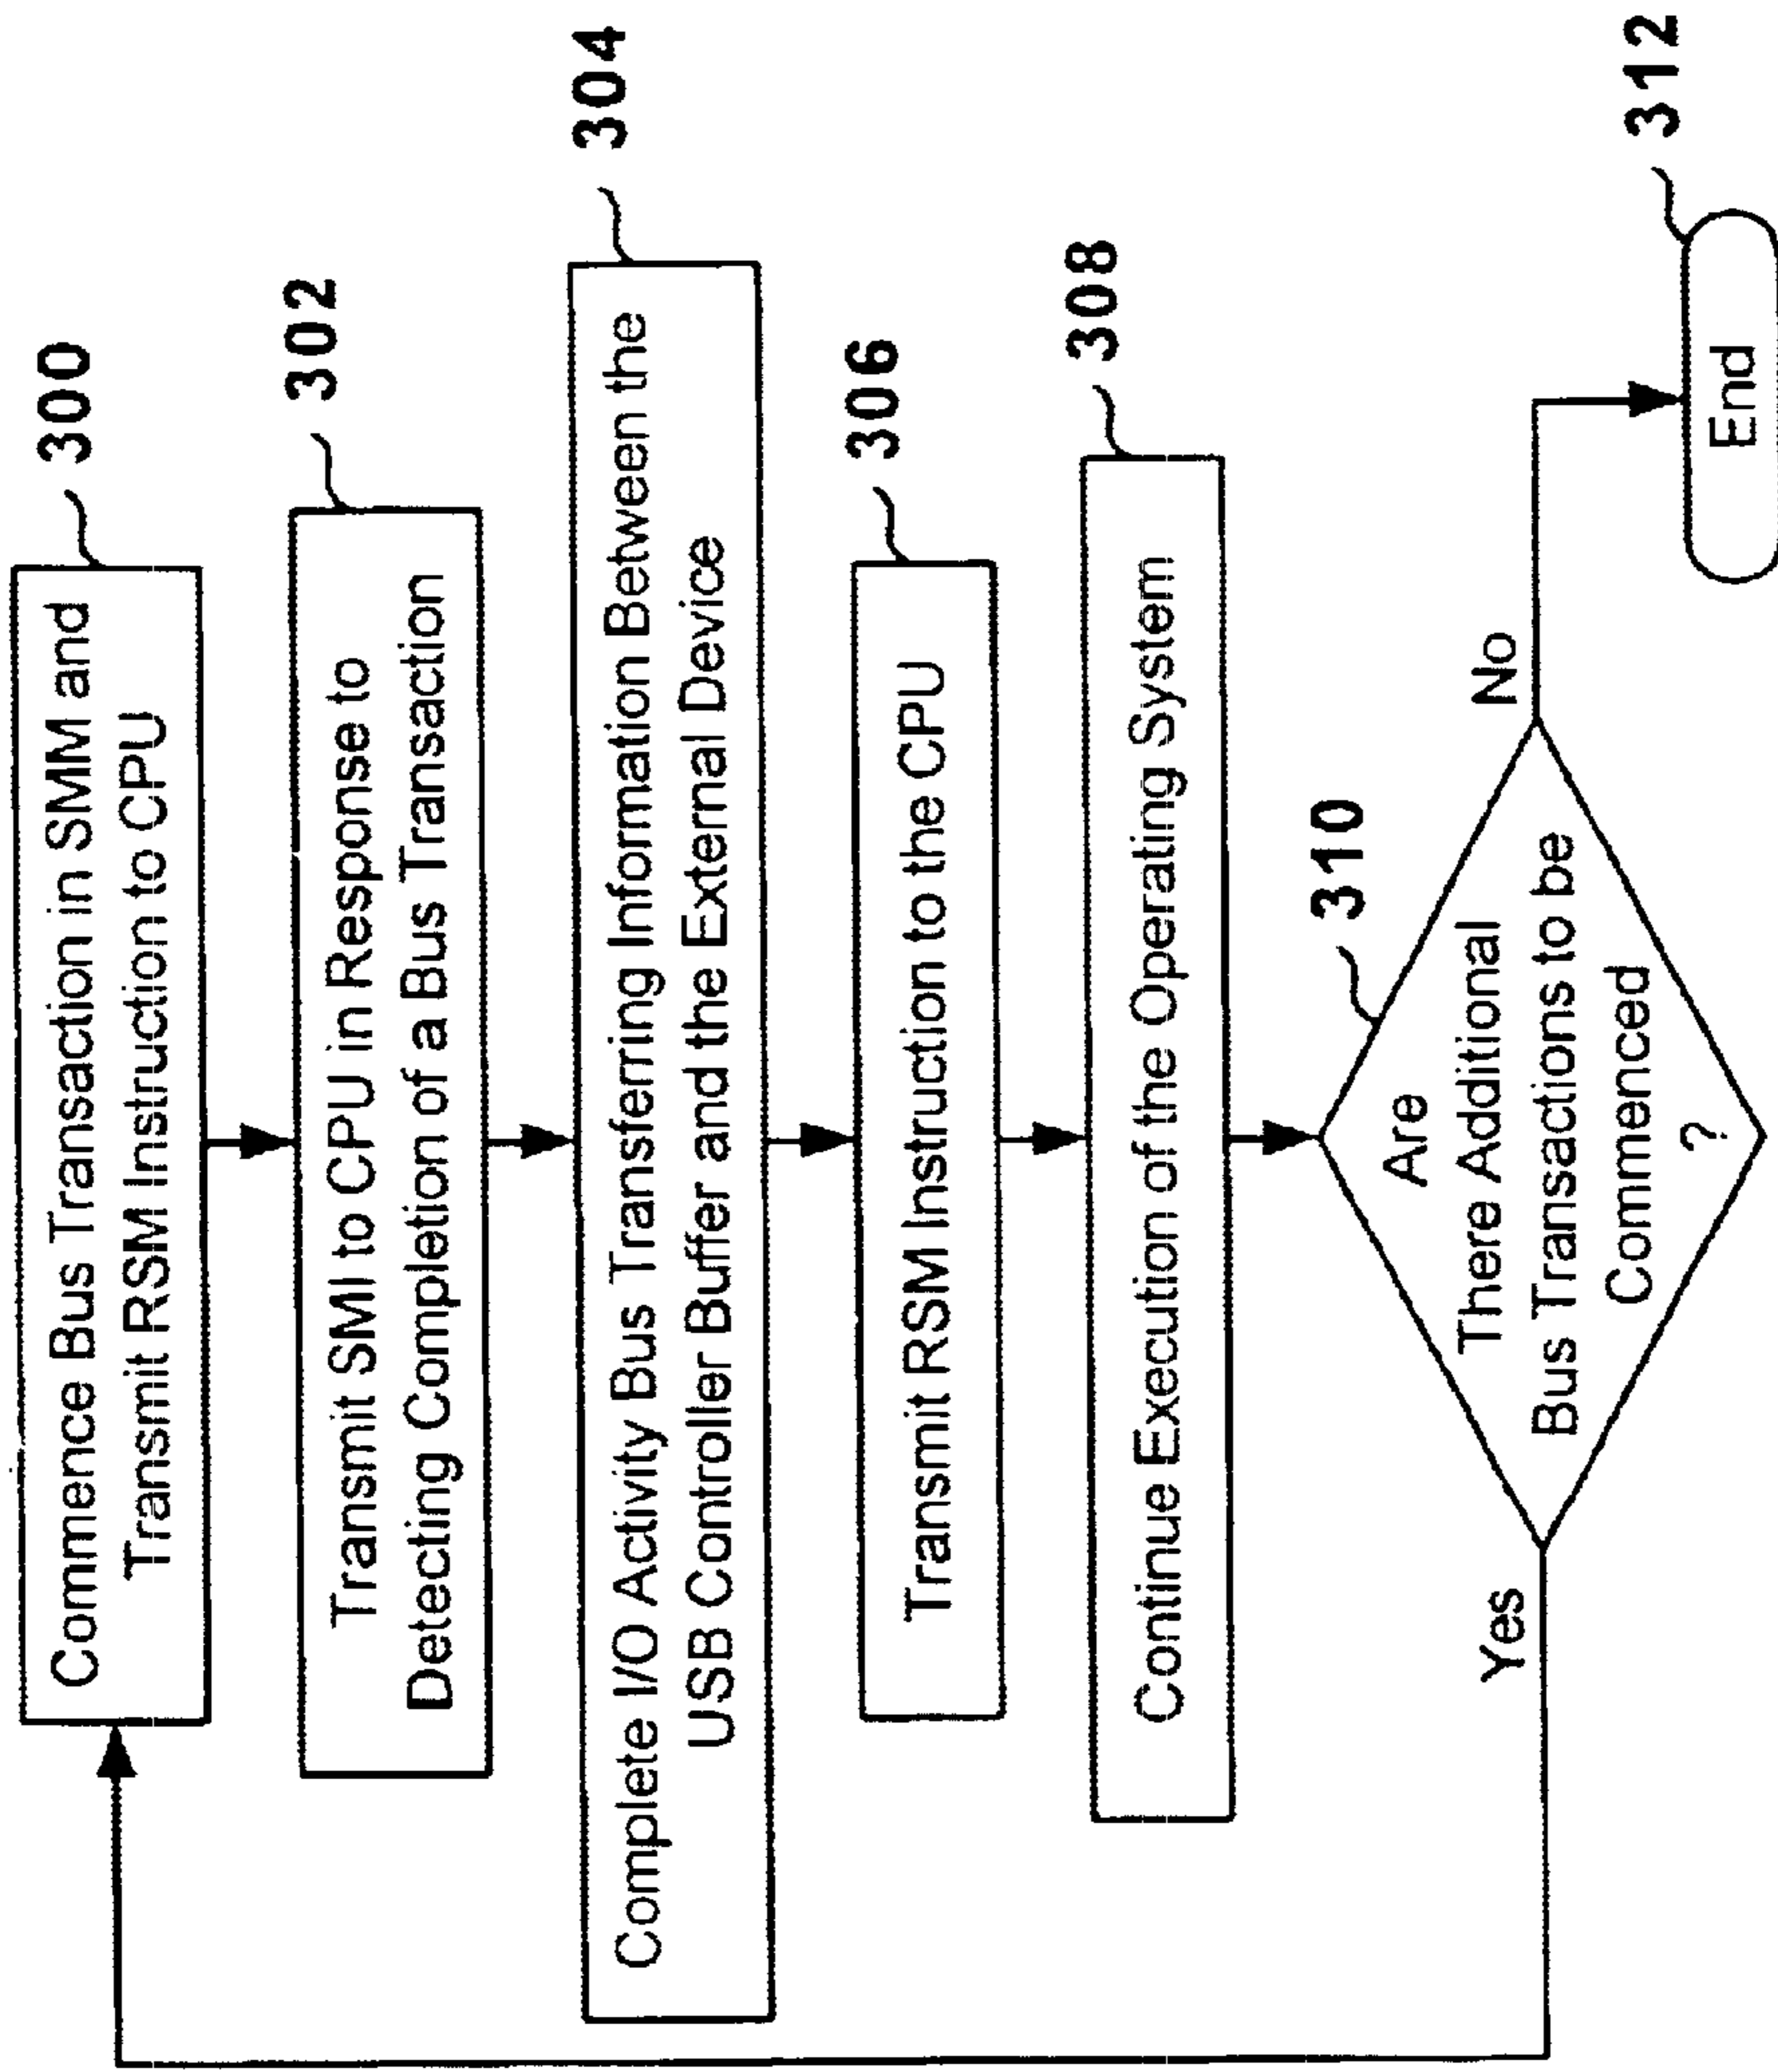 300
Commence Bus Transaction in SMM and
Transmit RSM Instruction to CPU
302
Transmit SMI to CPU in Response to
Detecting Completion of a Bus Transaction
304
Complete I/O Activity Bus Transferring Information Between the
USB Controller Buffer and the External Device
306
Transmit RSM Instruction to the CPU
308
Continue Execution of the Operating System
310
Are
There Additional
Bus Transactions to be
Commenced
?
Yes
No
312
End